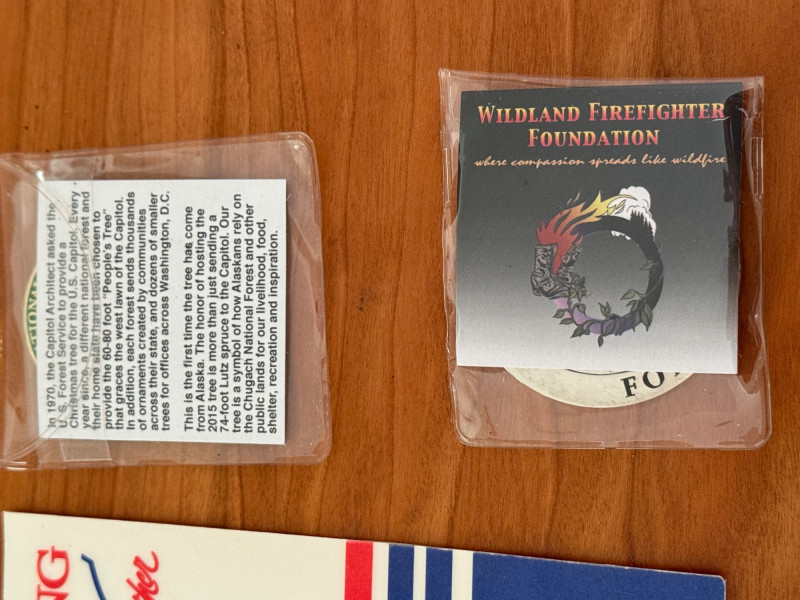 In 1970, the Capitol Architect asked the
U. S. Forest Service to provide a
Christmas tree for the U.S. Capitol. Every
year since, a different national forest and
their home state have been chosen to
provide the 60-80 foot “People's Tree”
that graces the west lawn of the Capitol.
In addition, each forest sends thousands
of ornaments created by communities
across their state, and dozens of smaller
trees for offices across Washington, D.C.
This is the first time the tree has come
from Alaska. The honor of hosting the
2015 tree is more than just sending a
74-foot Lutz spruce to the Capitol. Our
tree is a symbol of how Alaskans rely on
the Chugach National Forest and other
public lands for our livelihood, food,
shelter, recreation and inspiration.
WILDLAND FIREFIGHTER
FOUNDATION
where compassion spreads like wildfire
FO
NG